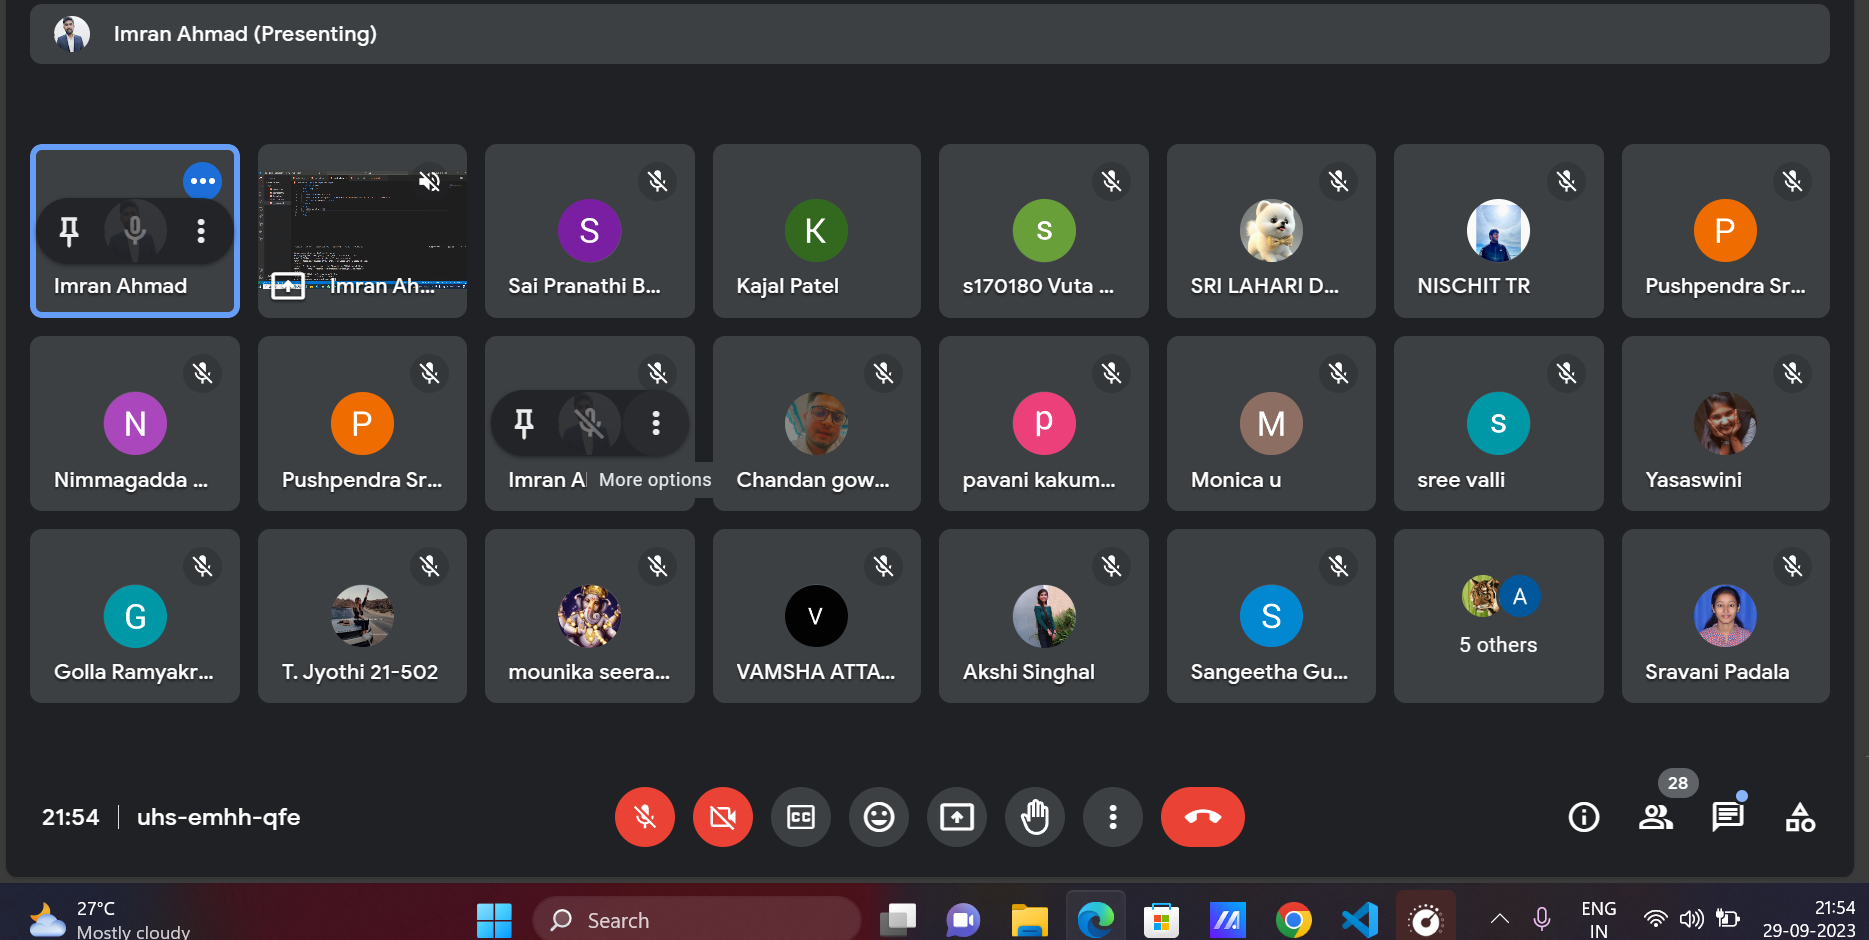 Imran Ahmad (Presenting)
Imran Ahmad
Imran Ah...
S
Sai Pranathi B...
K
Kajal Patel
s
s170180 Vuta ...
SRI LAHARI D...
NISCHIT TR
P
Pushpendra Sr...
N
Nimmagadda ...
P
Pushpendra Sr...
Imran A
More options
Chandan gow...
p
pavani kakum...
M
Monica u
s
sree valli
Yasaswini
G
Golla Ramyakr...
T. Jyothi 21-502
mounika seera...
V
VAMSHA ATTA...
Akshi Singhal
S
Sangeetha Gu...
A
5 others
Sravani Padala
21:54
uhs-emhh-qfe
CC
28
27°C
Mostly cloudy
Search
ENG
IN
21:54
29-09-2023